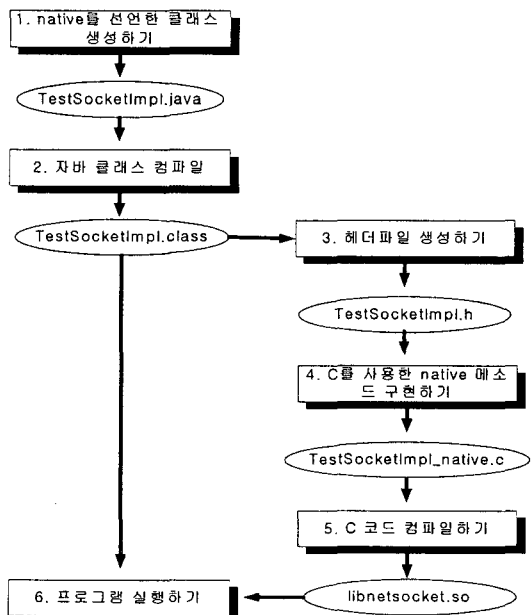 1. native를 선언한 클래스
생성하기
TestSocketImpl.java
2. 자바 클래스 컴파일
TestSocketImpl.class
3. 헤더파일 생성하기
TestSocketImpl.h
4. C를 사용한 native 메소
드 구현하기
TestSocketImpl_native.c
5. C 코드 컴파일하기
libnetsocket.so
6. 프로그램 실행하기